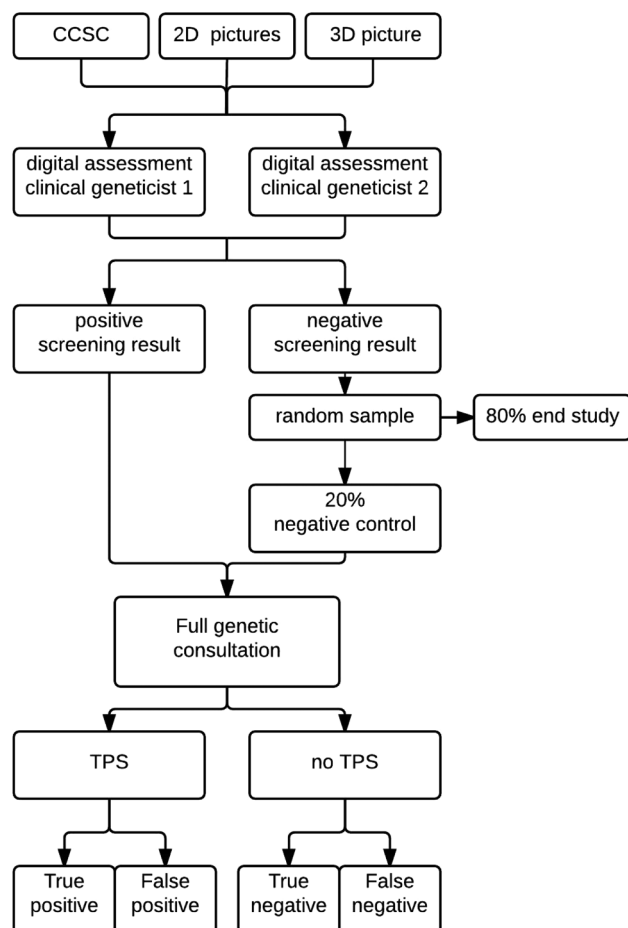 CCSC
2D pictures
3D picture
digital assessment
clinical geneticist 1
digital assessment
clinical geneticist 2
positive
screening result
negative
screening result
random sample
80% end study
20%
negative control
Full genetic
consultation
TPS
no TPS
True
positive
False
positive
True
negative
False
negative